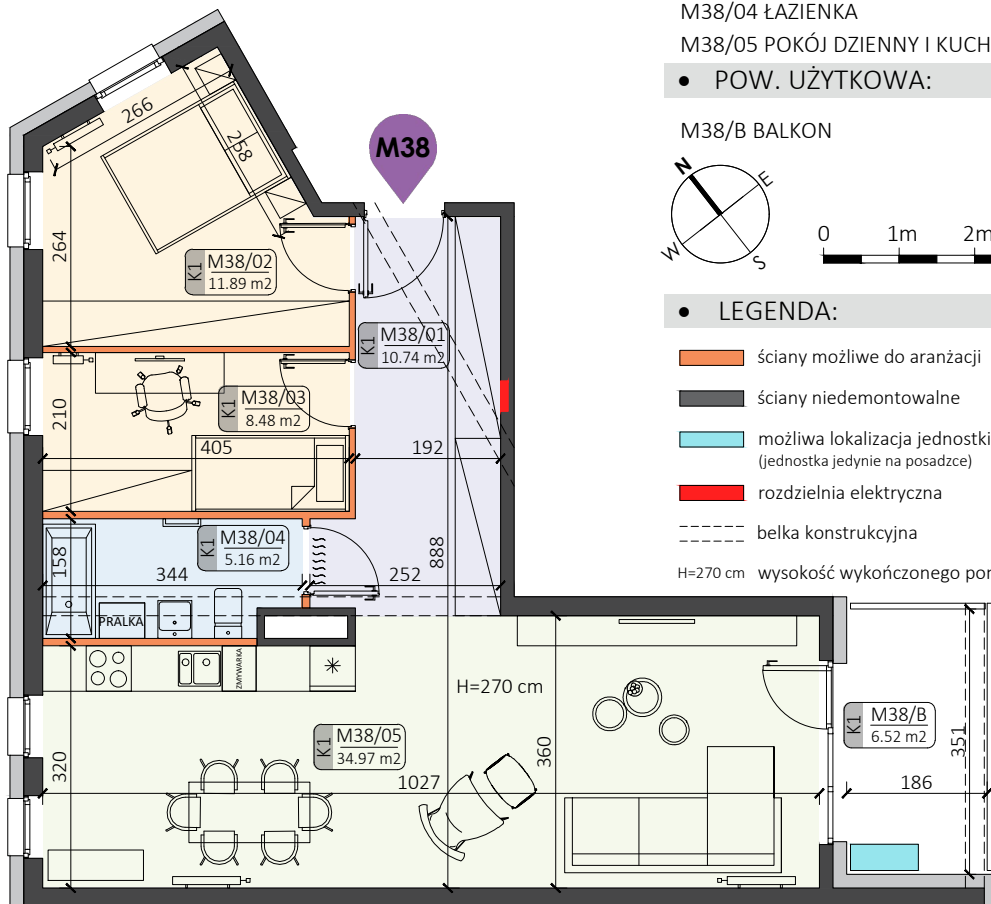 M38/04 ŁAZIENKA
M38/05 POKÓJ DZIENNY I KUCH
• POW. UŻYTKOWA:
M38/B BALKON
N
E
W
S
0 1m 2m
• LEGENDA:
ściany możliwe do aranżacji
ściany niedemontowalne
możliwa lokalizacja jednostki
(jednostka jedynie na posadzce)
rozdzielnia elektryczna
belka konstrukcyjna
H=270 cm wysokość wykończonego por
M38
266
258
264
K1 M38/02
11.89 m2
K1 M38/01
10.74 m2
210
K1 M38/03
8.48 m2
405
192
158
K1 M38/04
5.16 m2
344
252
888
PRALKA
ZMYWARKA
H=270 cm
320
K1 M38/05
34.97 m2
1027
360
K1 M38/B
6.52 m2
351
186